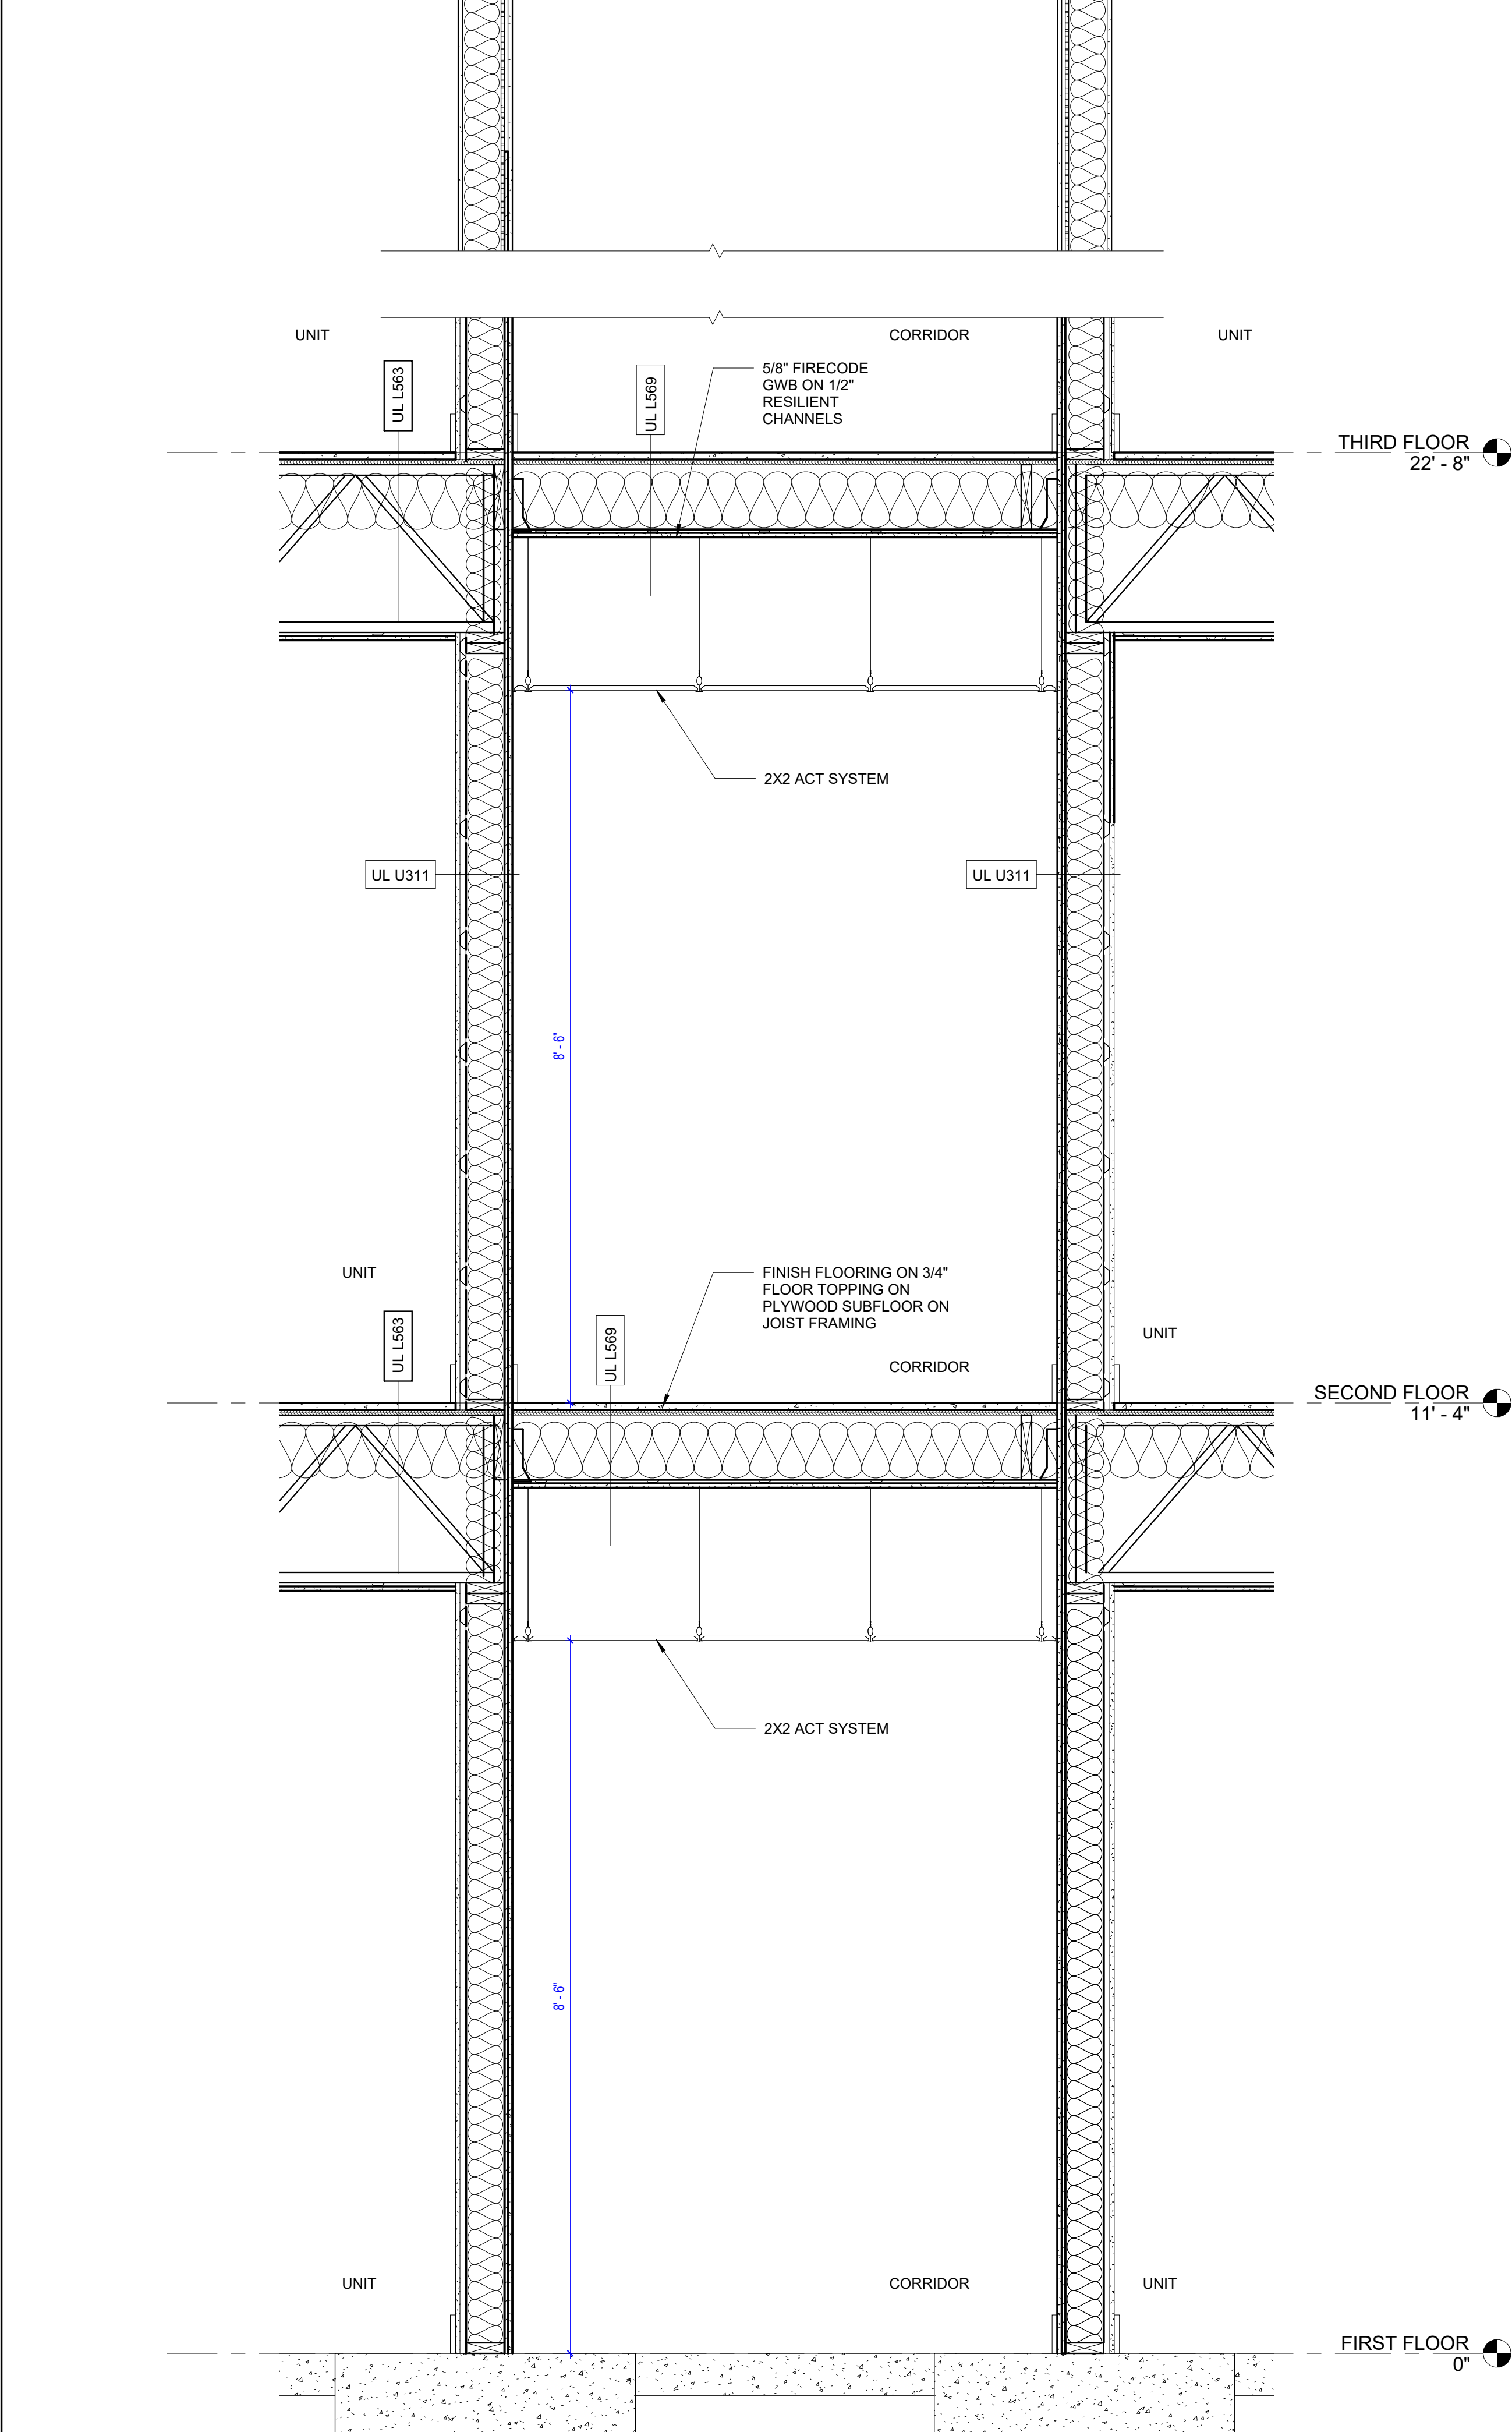 UNIT
CORRIDOR
UNIT
UL L563
UL L569
5/8" FIRECODE
GWB ON 1/2"
RESILIENT
CHANNELS
THIRD FLOOR
22' - 8"
2X2 ACT SYSTEM
UL U311
UL U311
8' - 6"
UNIT
FINISH FLOORING ON 3/4"
FLOOR TOPPING ON
PLYWOOD SUBFLOOR ON
JOIST FRAMING
UL L563
UL L569
UNIT
CORRIDOR
SECOND FLOOR
11' - 4"
2X2 ACT SYSTEM
8' - 6"
UNIT
CORRIDOR
UNIT
FIRST FLOOR
0"